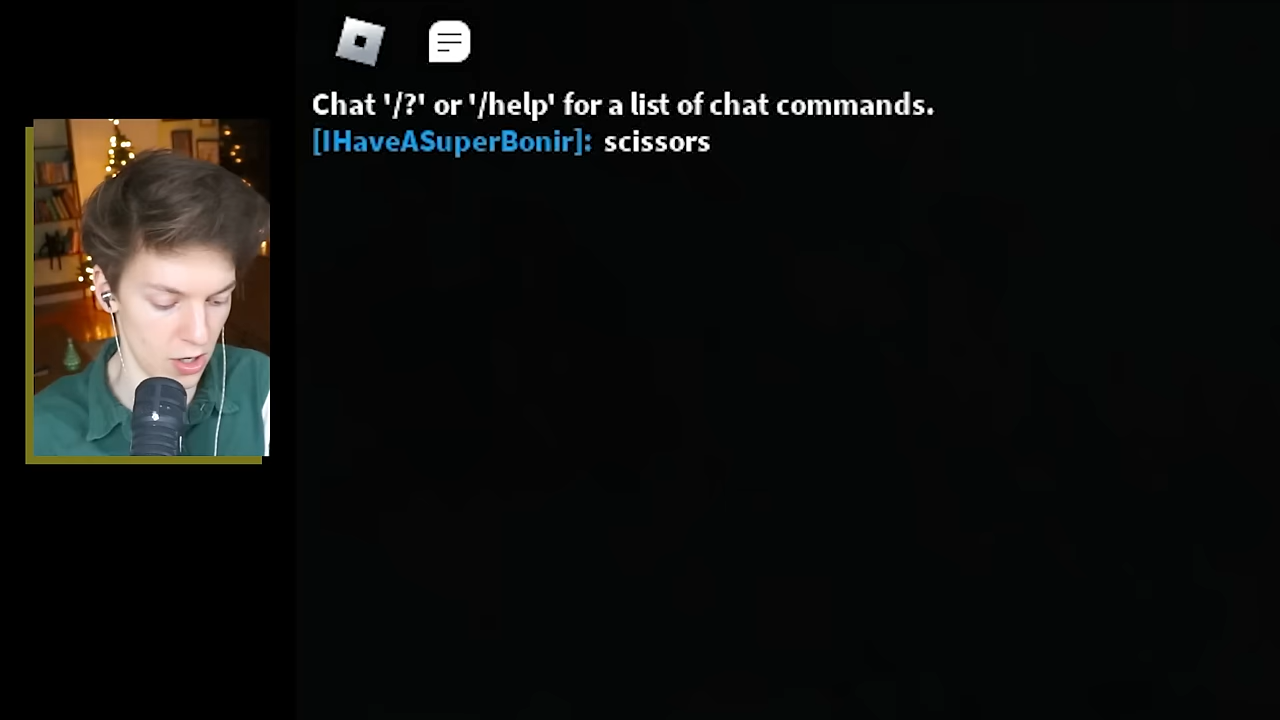 Chat '/?' or '/help' for a list of chat commands.
[IHaveASuperBonir]: scissors